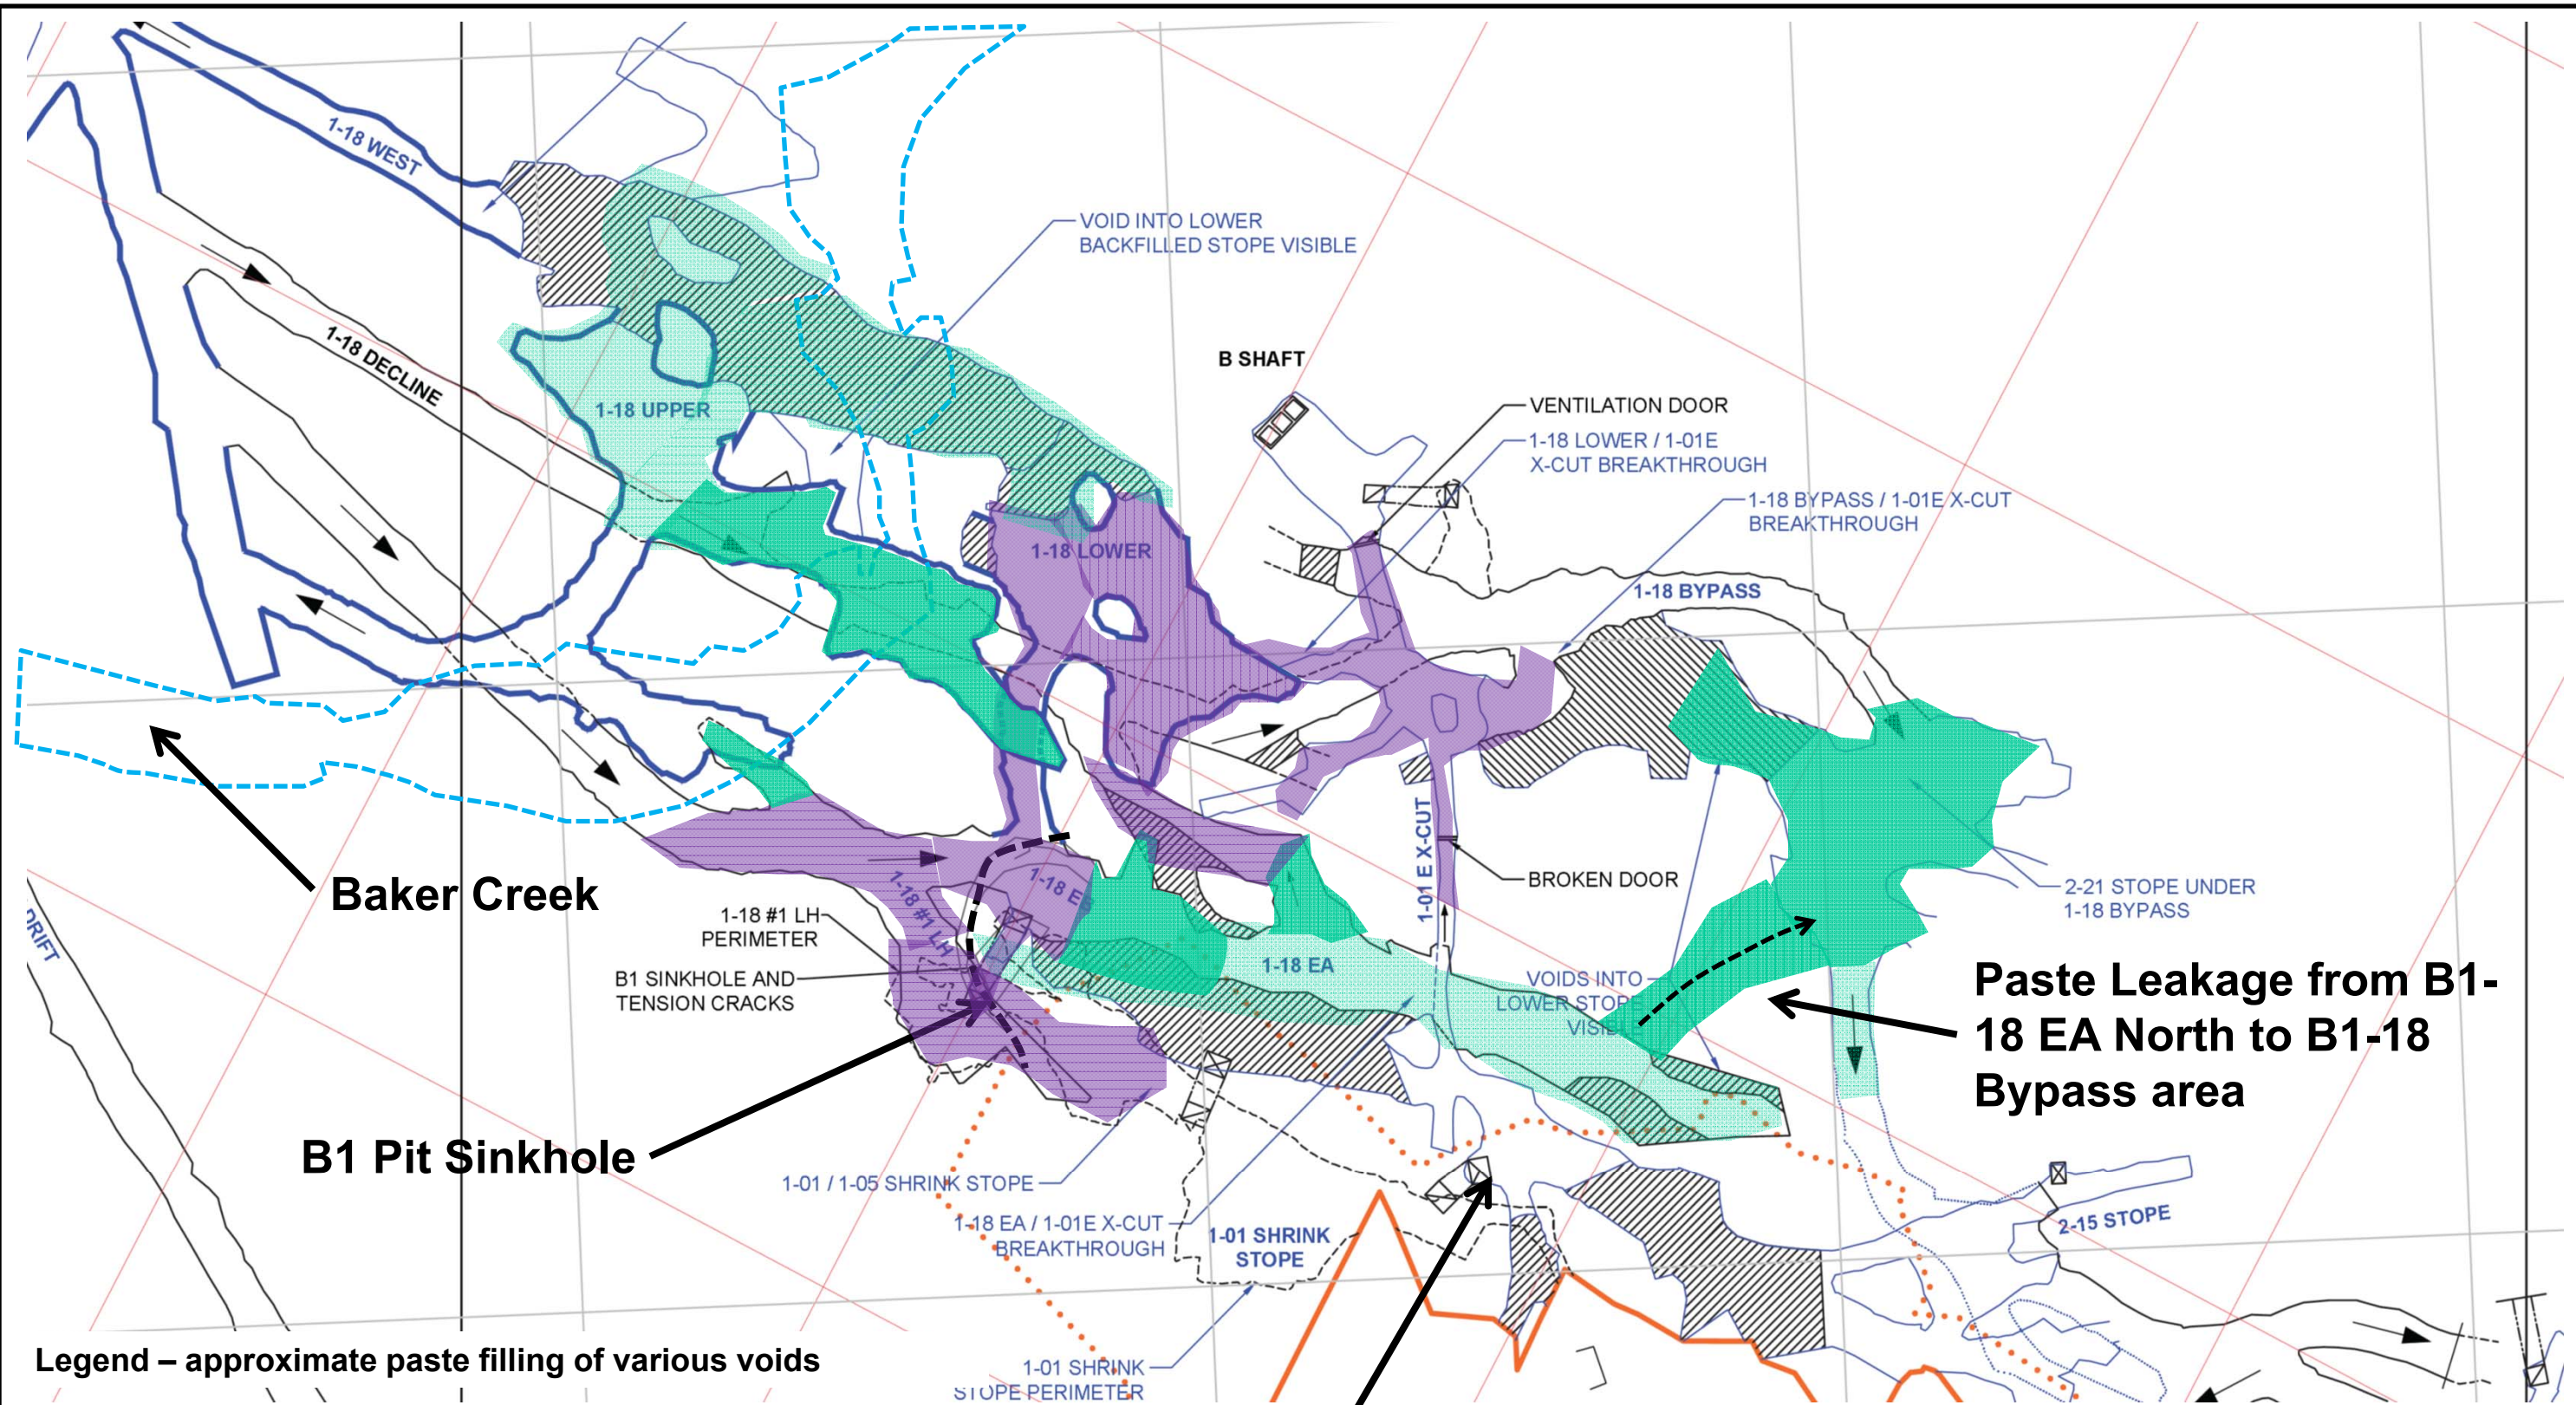 1-18 WEST
VOID INTO LOWER
BACKFILLED STOPE VISIBLE
1-18 DECLINE
B SHAFT
1-18 UPPER
VENTILATION DOOR
1-18 LOWER / 1-01E
X-CUT BREAKTHROUGH
1-18 BYPASS / 1-01E X-CUT
BREAKTHROUGH
1-18 LOWER
1-18 BYPASS
1-01 E X-CUT
BROKEN DOOR
Baker Creek
1-18 #1 LH
1-18 EB
1-18 #1 LH
PERIMETER
2-21 STOPE UNDER
1-18 BYPASS
DRIFT
B1 SINKHOLE AND
TENSION CRACKS
1-18 EA
VOIDS INTO
LOWER STOPE
VISIBLE
Paste Leakage from B1-
18 EA North to B1-18
Bypass area
B1 Pit Sinkhole
1-01 / 1-05 SHRINK STOPE
1-18 EA / 1-01E X-CUT
BREAKTHROUGH
1-01 SHRINK
STOPE
2-15 STOPE
Legend – approximate paste filling of various voids
1-01 SHRINK
STOPE PERIMETER